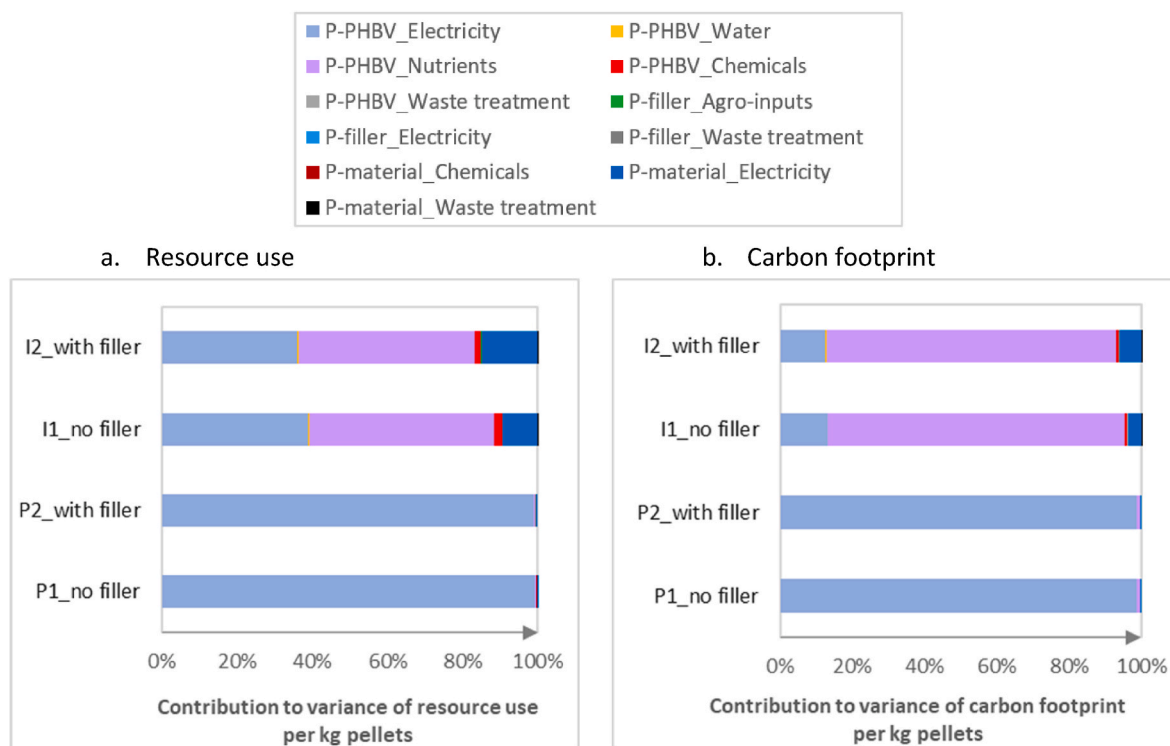 P-PHBV_Electricity
P-PHBV_Water
P-PHBV_Nutrients
P-PHBV_Chemicals
P-PHBV_Waste treatment
P-filler_Agro-inputs
P-filler_Electricity
P-filler_Waste treatment
P-material_Chemicals
P-material_Electricity
P-material_Waste treatment
a. Resource use
I2_with filler
I1_no filler
P2_with filler
P1_no filler
0% 20% 40% 60% 80% 100%
Contribution to variance of resource use
per kg pellets
b. Carbon footprint
I2_with filler
I1_no filler
P2_with filler
P1_no filler
0% 20% 40% 60% 80% 100%
Contribution to variance of carbon footprint
per kg pellets